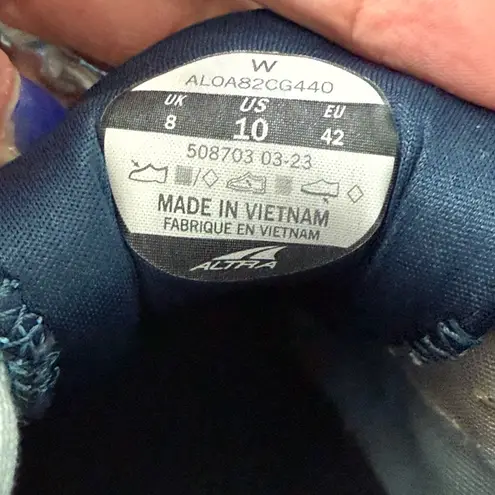 W
AL0A82CG440
UK US EU
8 10 42
508703 03-23
MADE IN VIETNAM
FABRIQUE EN VIETNAM
ALTRA